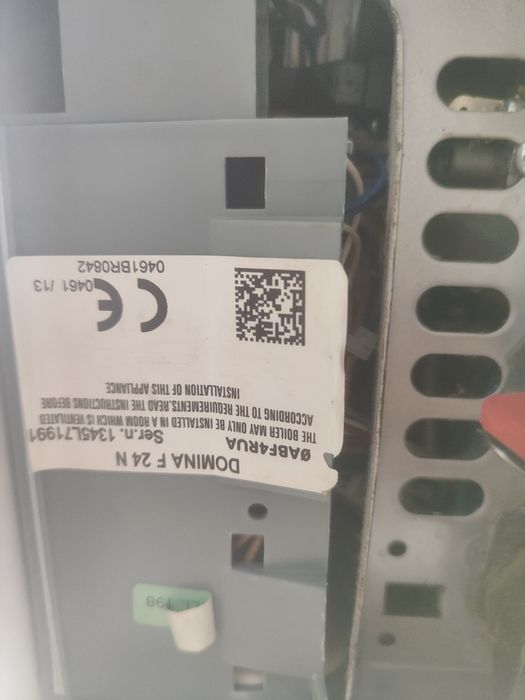 DOMINA F 24 N
ØABF4RUA
Ser.n. 1345L71991
THE BOILER MAY ONLY BE INSTALLED IN A ROOM WHICH IS VENTILATED
ACCORDING TO THE REQUIREMENTS.READ THE INSTRUCTIONS BEFORE
INSTALLATION OF THIS APPLIANCE
CE
0461 /13
0461BR0842